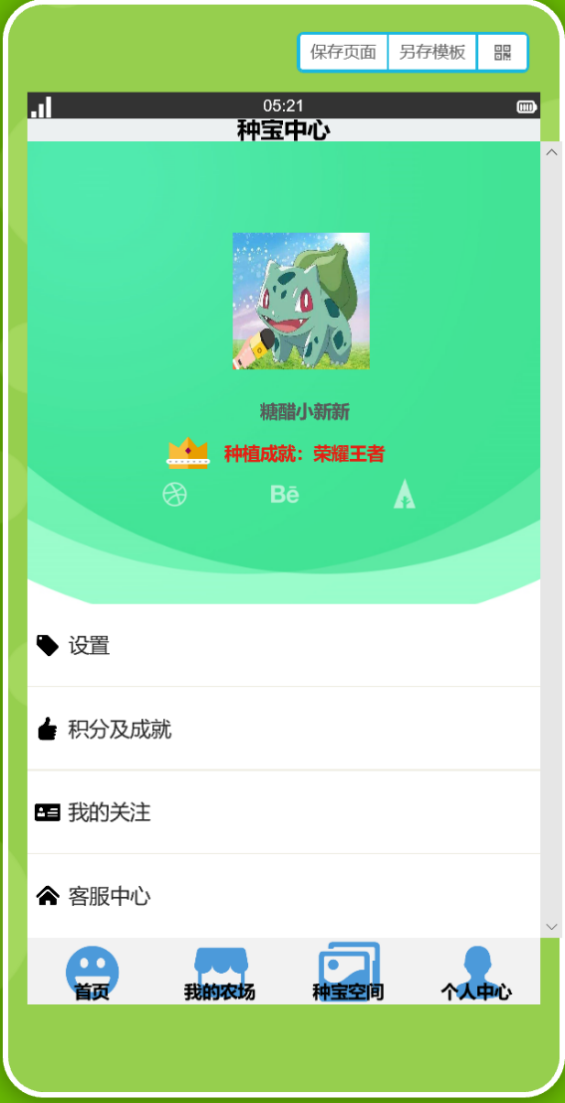 保存页面 另存模板
05:21
种宝中心
糖醋小新新
种植成就：荣耀王者
Bē
设置
积分及成就
我的关注
客服中心
首页 我的农场 种宝空间 个人中心